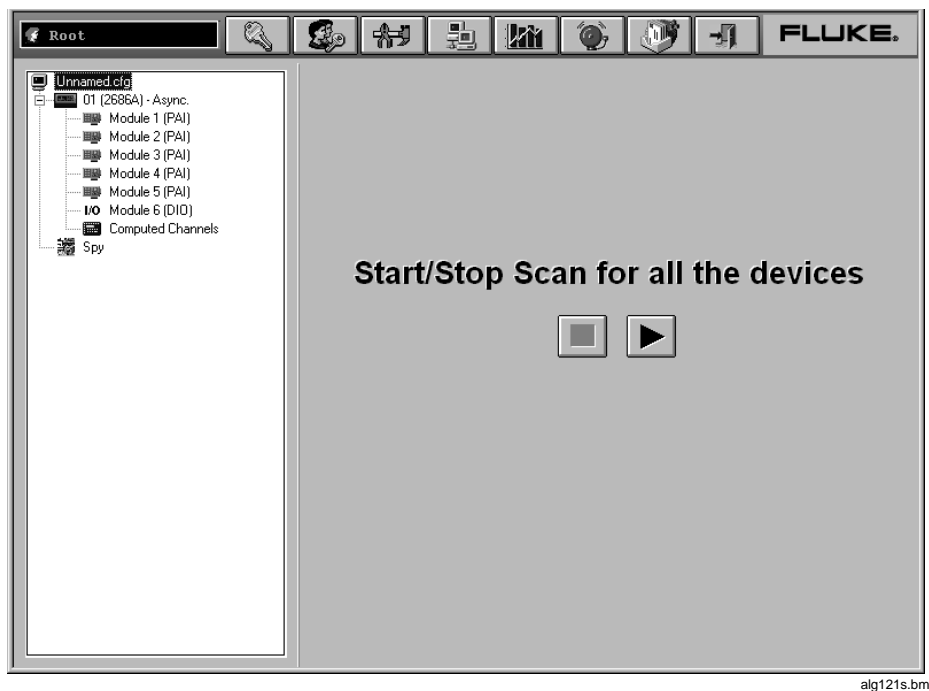 Root
FLUKE®
Unnamed.cfg
01 (2686A) - Async.
Module 1 (PAI)
Module 2 (PAI)
Module 3 (PAI)
Module 4 (PAI)
Module 5 (PAI)
I/O Module 6 (DIO)
Computed Channels
Spy
Start/Stop Scan for all the devices
alg121s.bm